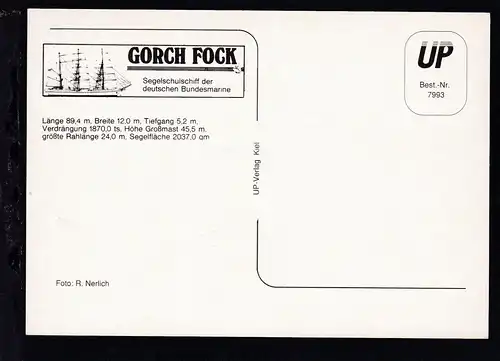 GORCH FOCK
Segelschulschiff der
deutschen Bundesmarine
Länge 89,4 m, Breite 12,0 m, Tiefgang 5,2 m,
Verdrängung 1870,0 ts, Höhe Großmast 45,5 m,
größte Rahlänge 24,0 m, Segelfläche 2037,0 qm
UP
Best.-Nr.
7993
UP-Verlag Kiel
Foto: R. Nerlich